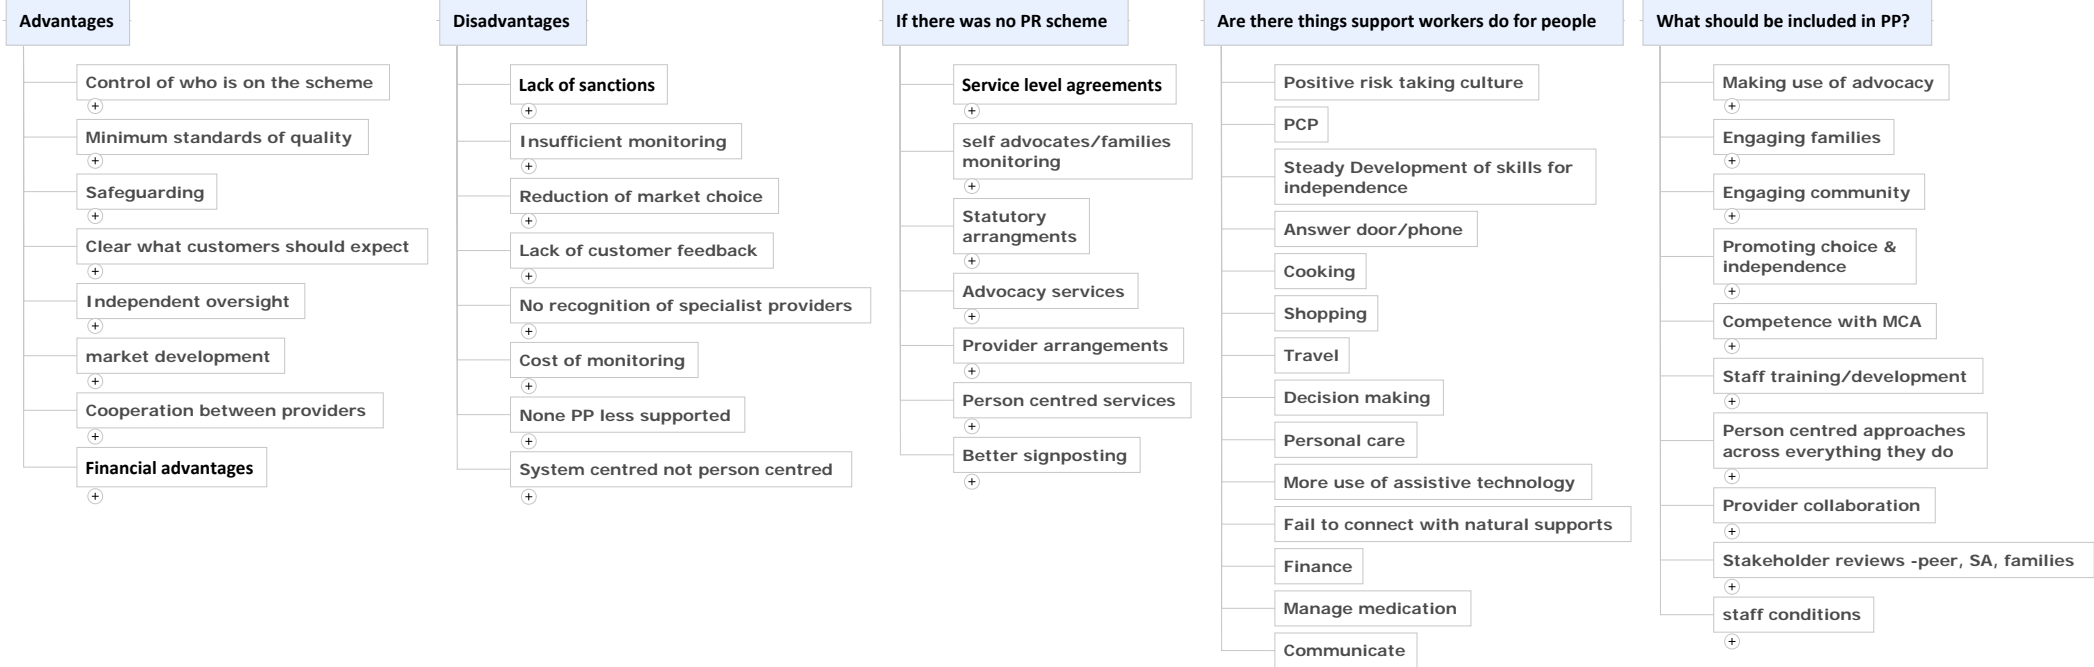 Advantages
Control of who is on the scheme
Minimum standards of quality
Safeguarding
Clear what customers should expect
Independent oversight
market development
Cooperation between providers
Financial advantages
Disadvantages
Lack of sanctions
Insufficient monitoring
Reduction of market choice
Lack of customer feedback
No recognition of specialist providers
Cost of monitoring
None PP less supported
System centred not person centred
If there was no PR scheme
Service level agreements
self advocates/families
monitoring
Statutory
arrangments
Advocacy services
Provider arrangements
Person centred services
Better signposting
Are there things support workers do for people
Positive risk taking culture
PCP
Steady Development of skills for
independence
Answer door/phone
Cooking
Shopping
Travel
Decision making
Personal care
More use of assistive technology
Fail to connect with natural supports
Finance
Manage medication
Communicate
What should be included in PP?
Making use of advocacy
Engaging families
Engaging community
Promoting choice &
independence
Competence with MCA
Staff training/development
Person centred approaches
across everything they do
Provider collaboration
Stakeholder reviews -peer, SA, families
staff conditions